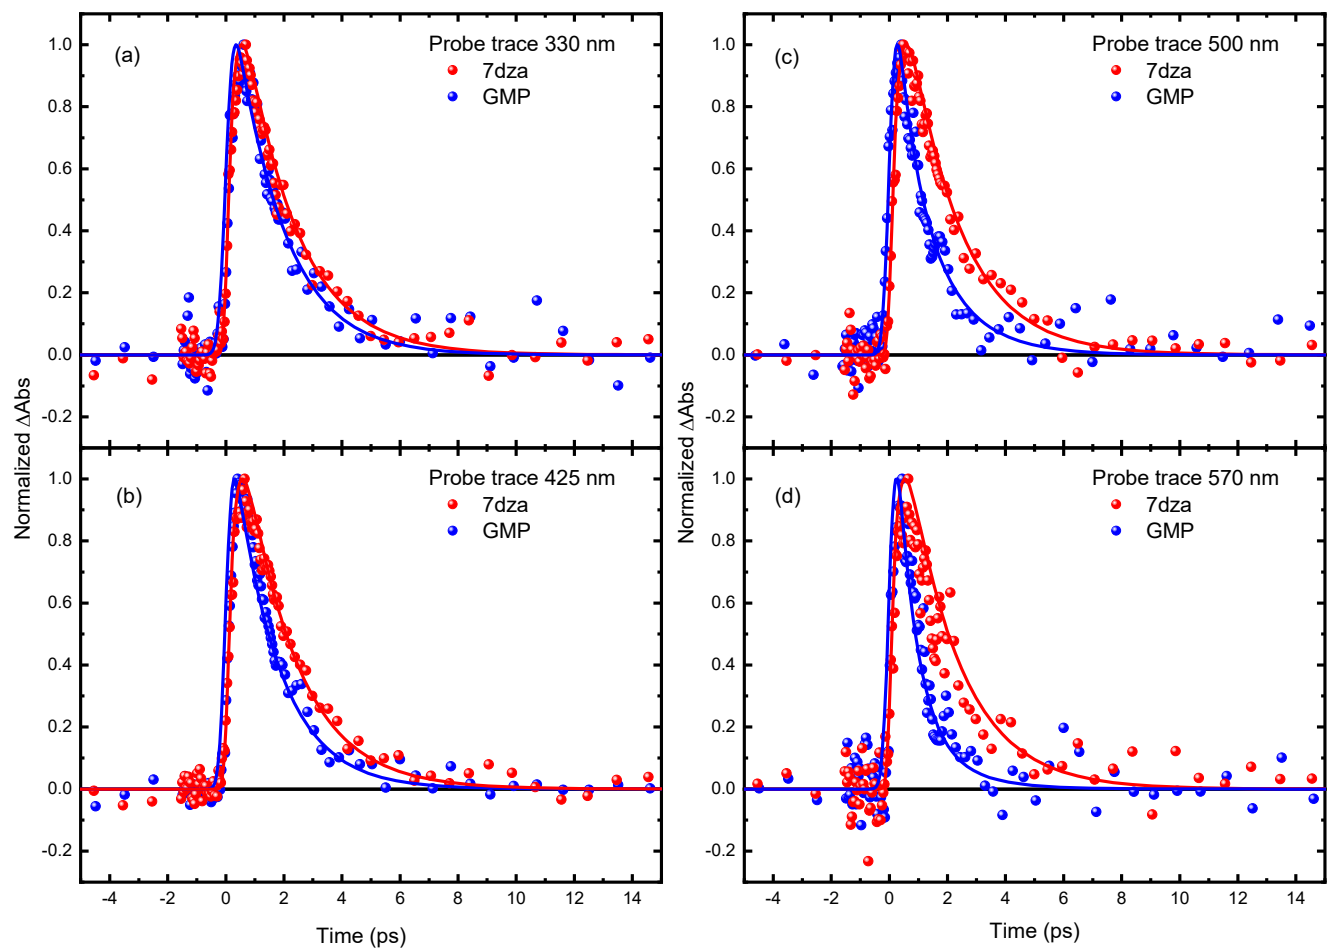 (a)
Probe trace 330 nm
7dza
GMP
1.0
0.8
0.6
0.4
0.2
0.0
-0.2
(b)
Probe trace 425 nm
7dza
GMP
1.0
0.8
0.6
0.4
0.2
0.0
-0.2
-4 -2 0 2 4 6 8 10 12 14
Time (ps)
Normalized ΔAbs
(c)
Probe trace 500 nm
7dza
GMP
1.0
0.8
0.6
0.4
0.2
0.0
-0.2
(d)
Probe trace 570 nm
7dza
GMP
1.0
0.8
0.6
0.4
0.2
0.0
-0.2
-4 -2 0 2 4 6 8 10 12 14
Time (ps)
Normalized ΔAbs